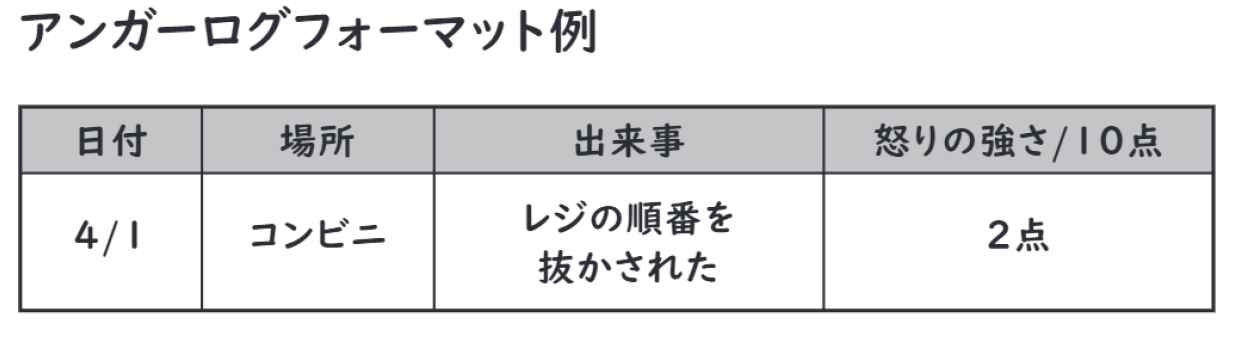 アンガーログフォーマット例
日付 場所 出来事 怒りの強さ/10点
4/1 コンビニ レジの順番を
抜かされた 2点